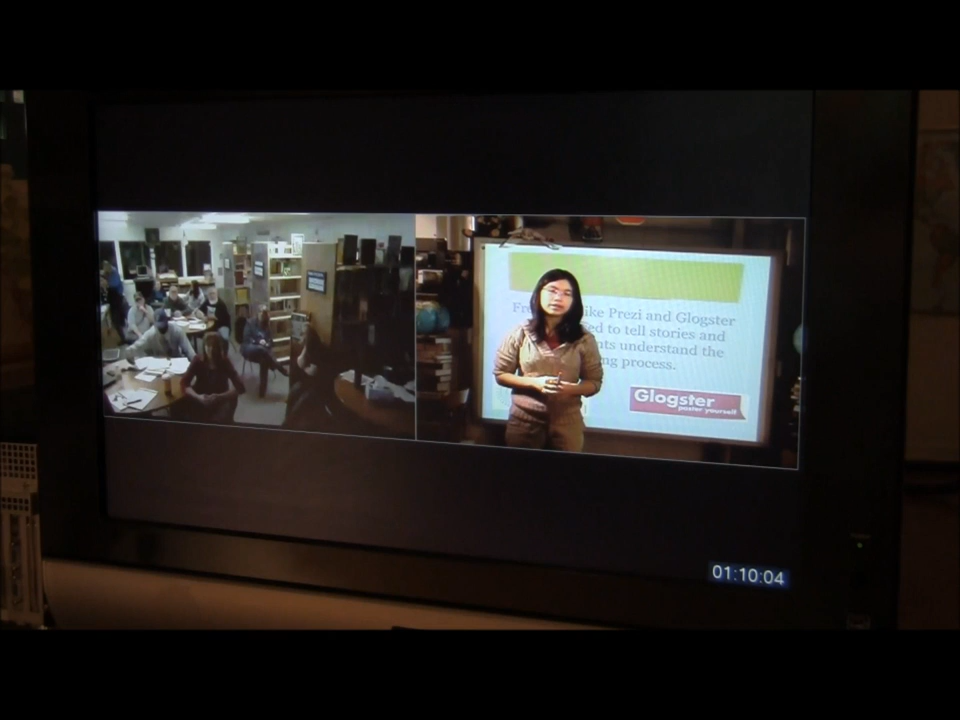 ike Prezi and Glogster
ed to tell stories and
nts understand the
ng process.
Glogster
poster yourself
01:10:04